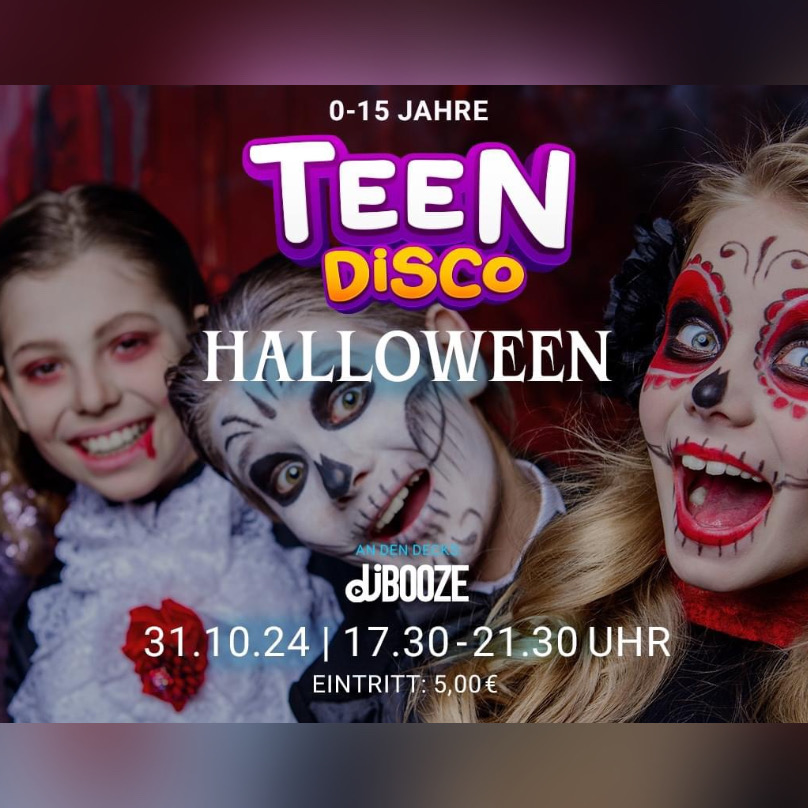 0-15 JAHRE
TEEN
DiSCO
HALLOWEEN
AN DEN DECKS
DJBOOZE
31.10.24 | 17.30-21.30 UHR
EINTRITT: 5,00€